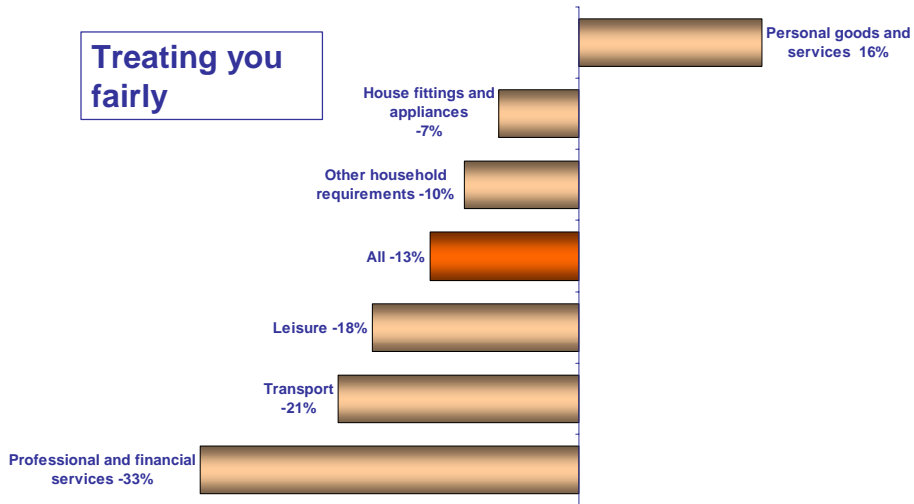 Treating you
fairly
Personal goods and
services 16%
House fittings and
appliances
-7%
Other household
requirements -10%
All -13%
Leisure -18%
Transport
-21%
Professional and financial
services -33%